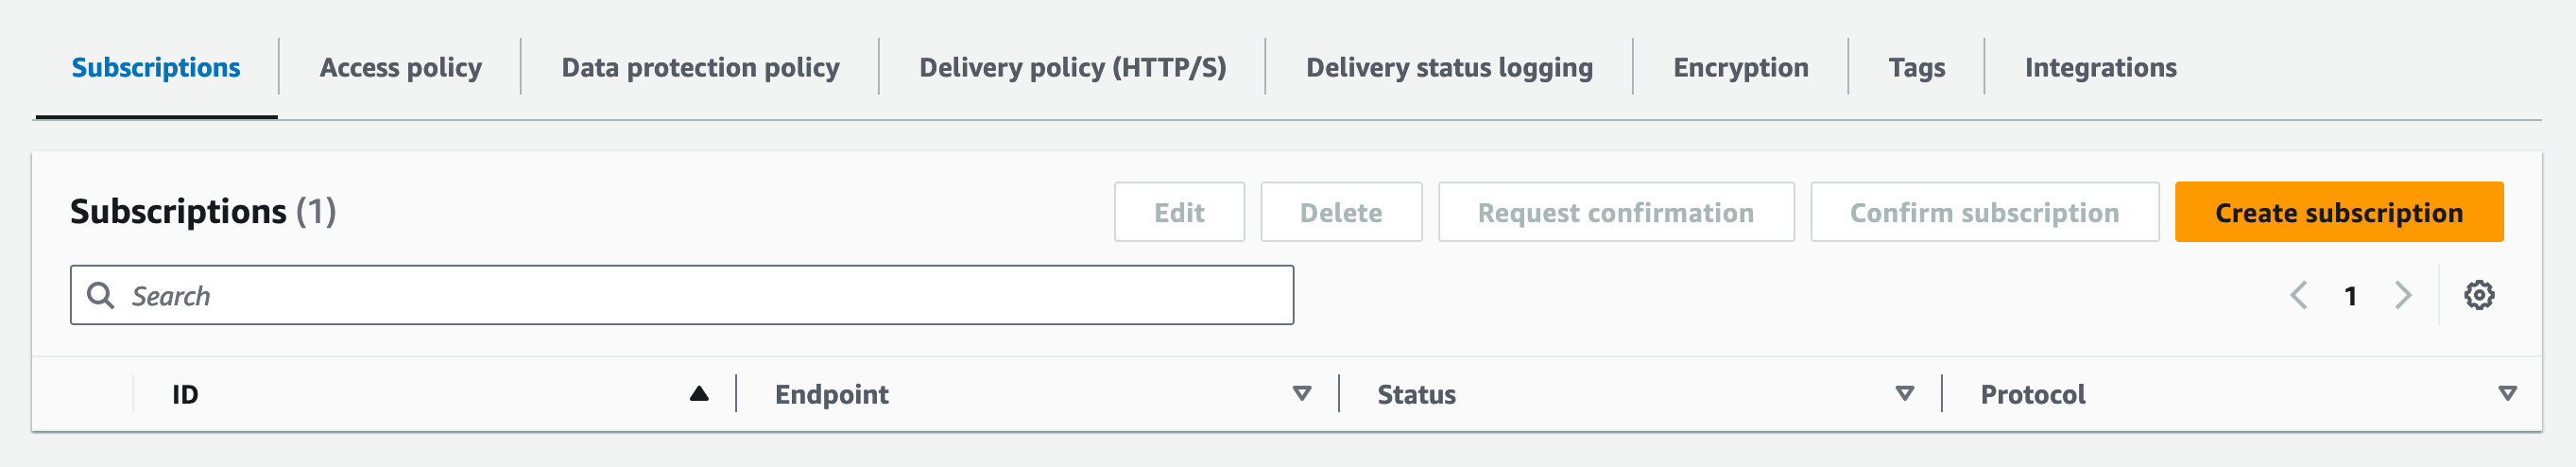 Subscriptions Access policy Data protection policy Delivery policy (HTTP/S) Delivery status logging Encryption Tags Integrations
Subscriptions (1) Edit Delete Request confirmation Confirm subscription Create subscription
Search 1
ID Endpoint Status Protocol